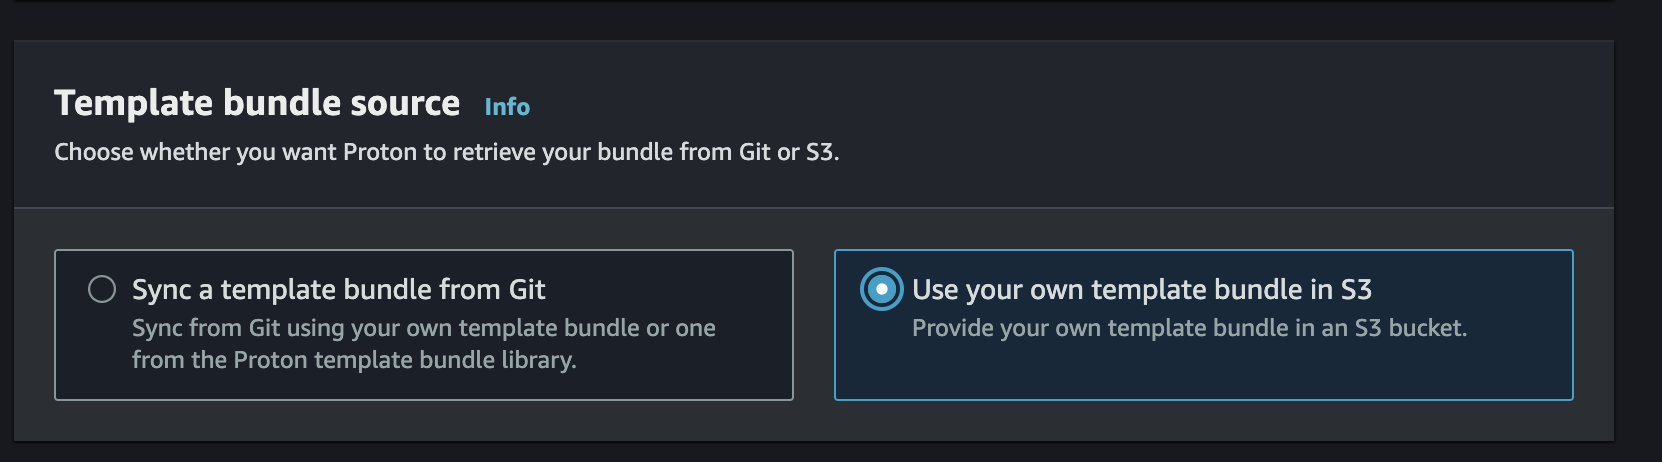 Template bundle source Info
Choose whether you want Proton to retrieve your bundle from Git or S3.
Sync a template bundle from Git
Sync from Git using your own template bundle or one
from the Proton template bundle library.
Use your own template bundle in S3
Provide your own template bundle in an S3 bucket.